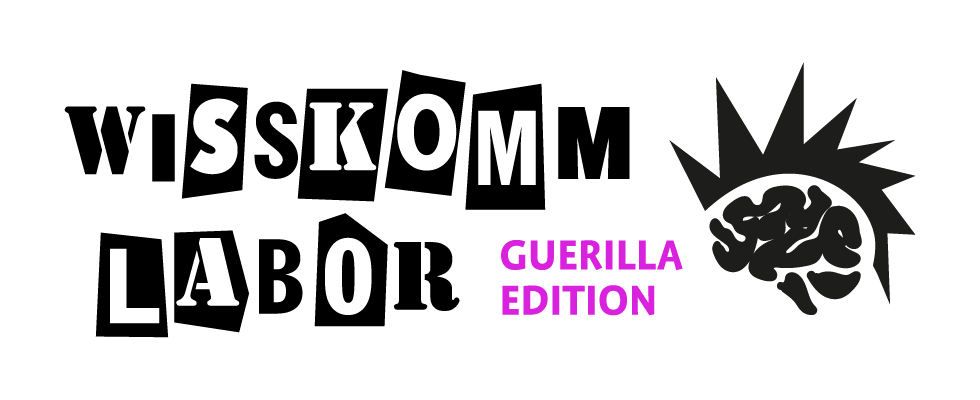 WISSKOMM
LABOR
GUERILLA
EDITION